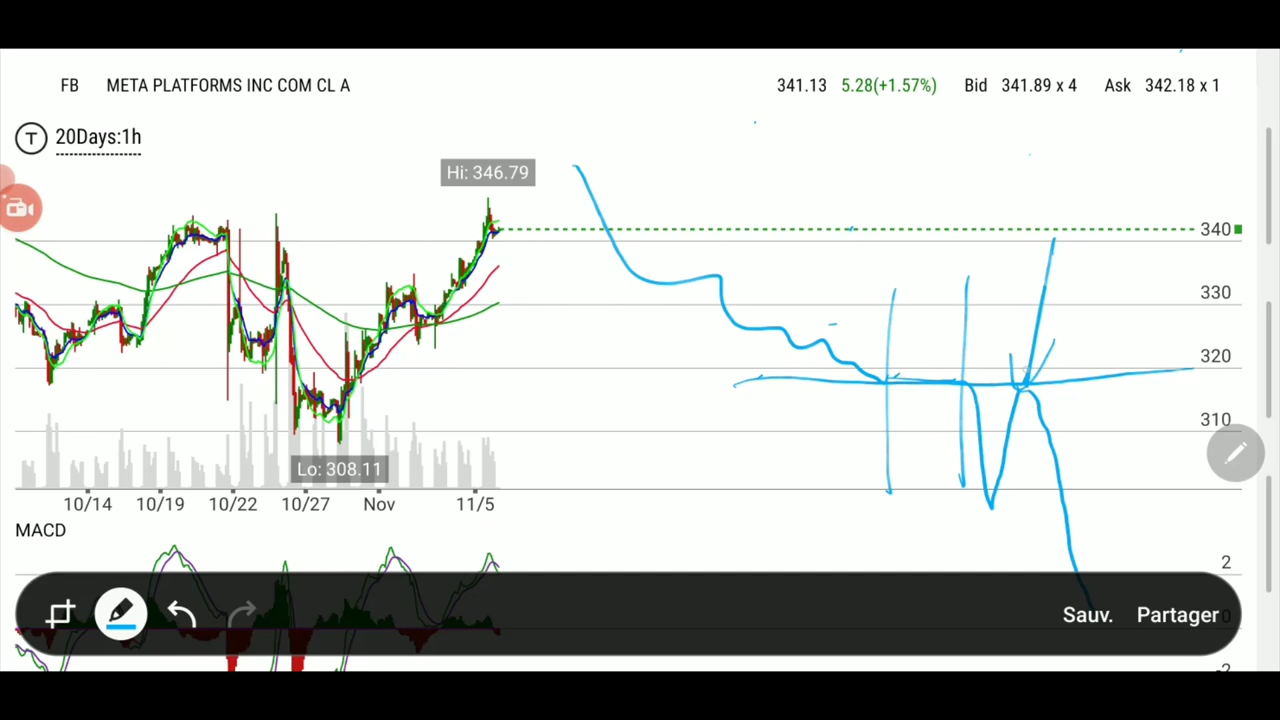 FB META PLATFORMS INC COM CL A 341.13 5.28(+1.57%) Bid 341.89 x 4 Ask 342.18 x 1
T 20Days:1h
Hi: 346.79
340
330
320
310
Lo: 308.11
10/14 10/19 10/22 10/27 Nov 11/5
MACD
2
Sauv. Partager
0
-2